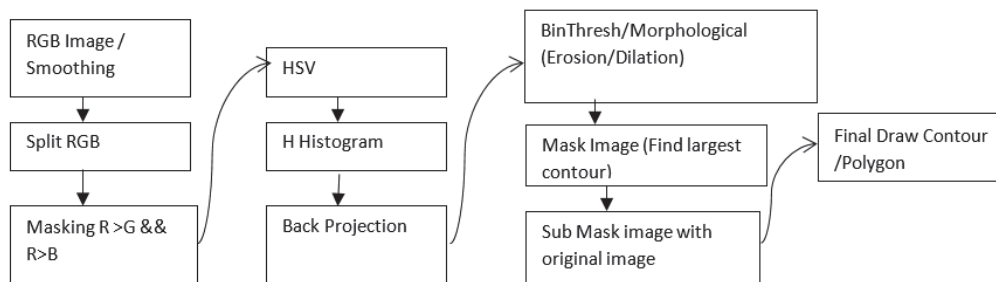 RGB Image /
Smoothing
Split RGB
Masking R >G &&
R>B
HSV
H Histogram
Back Projection
BinThresh/Morphological
(Erosion/Dilation)
Mask Image (Find largest
contour)
Sub Mask image with
original image
Final Draw Contour
/Polygon